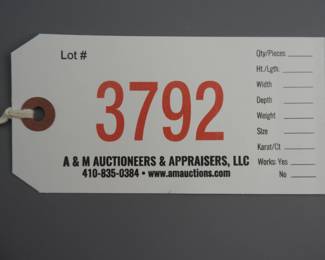 Lot #
3792
A & M AUCTIONEERS & APPRAISERS, LLC
410-835-0384 • www.amauctions.com
Qty/Pieces
Ht./Lgth.
Width
Depth
Weight
Size
Karat/Ct
Works: Yes
No